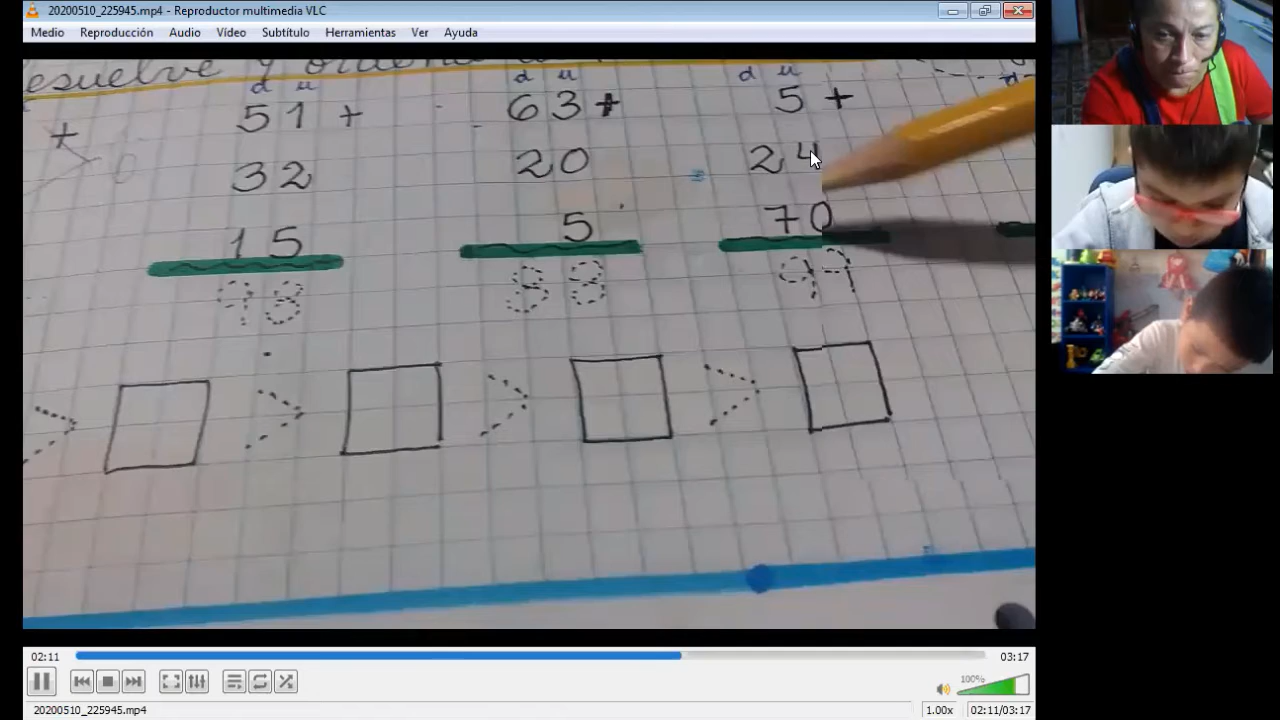 20200510_225945.mp4 - Reproductor multimedia VLC
Medio Reproducción Audio Vídeo Subtítulo Herramientas Ver Ayuda
esuelve y ordena
d u d u d u d
+ 51 + 63 + 5 +
32 20 24
15 5 70
98 88 99
> > > >
02:11 03:17
100%
20200510_225945.mp4 1.00x 02:11/03:17